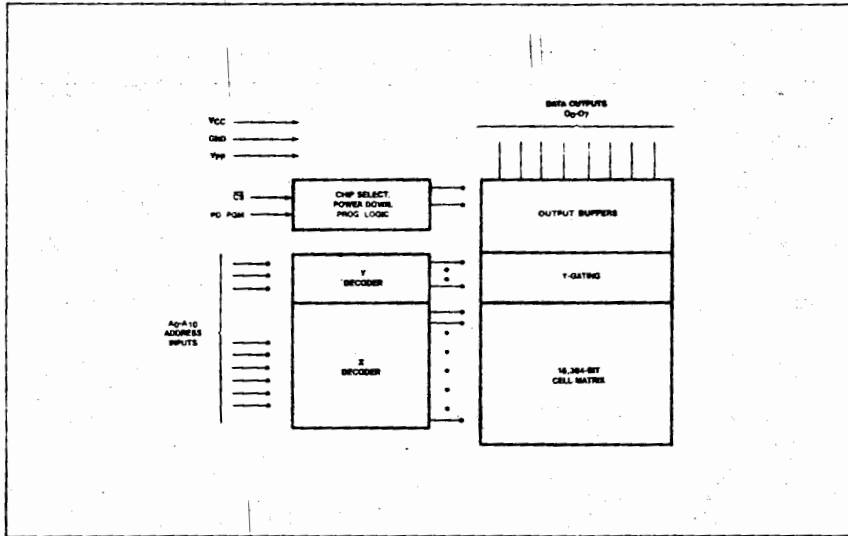 DATA OUTPUTS
O0-O7
VCC
GND
VPP
CS
PD PGM
CHIP SELECT,
POWER DOWN,
PROG LOGIC
OUTPUT BUFFERS
Y
DECODER
Y-GATING
A0-A10
ADDRESS
INPUTS
X
DECODER
16,384-BIT
CELL MATRIX